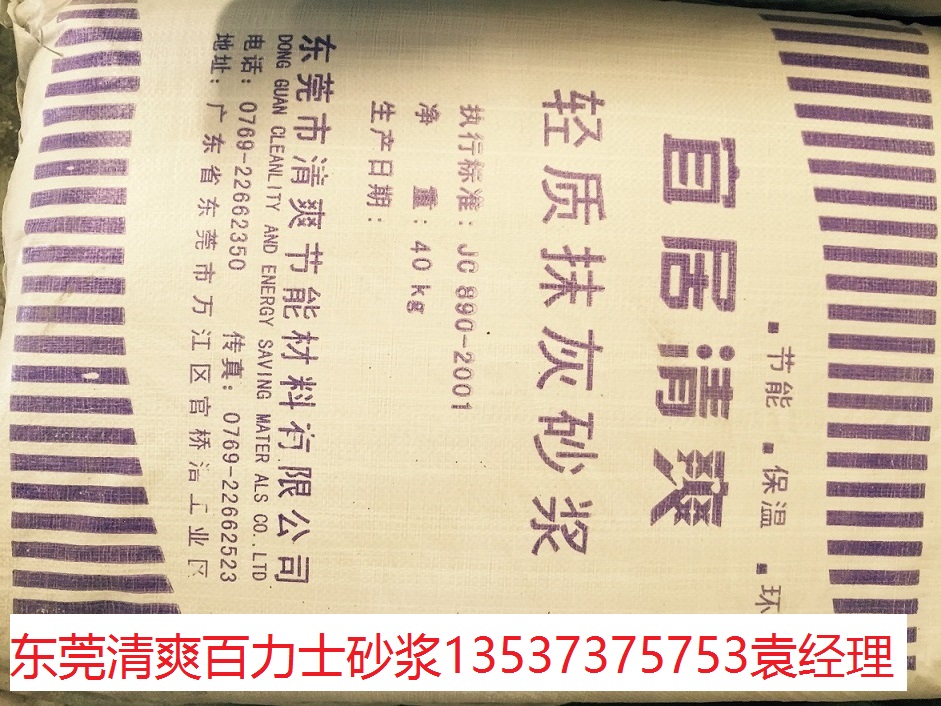 ·节能 ·保温 ·环
宜居清爽
轻质抹灰砂浆
执行标准：JC 890-2001
净 重：40kg
生产日期：
东莞市清爽节能材料有限公司
DONG GUAN CLEANLITY AND ENERGY SAVING MATER ALS CO.,LTD
电话：0769-22662350 传真：0769-22662523
地址：广东省东莞市万江区官桥滘工业区
东莞清爽百力士砂浆13537375753袁经理